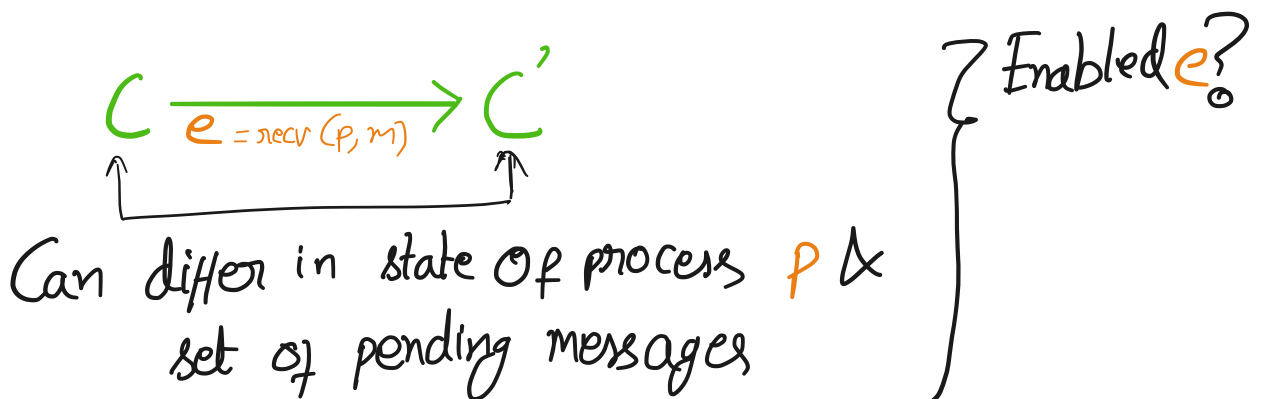 C e = recv (p, m) C'
Can differ in state of process p &
set of pending messages
Enabled e?